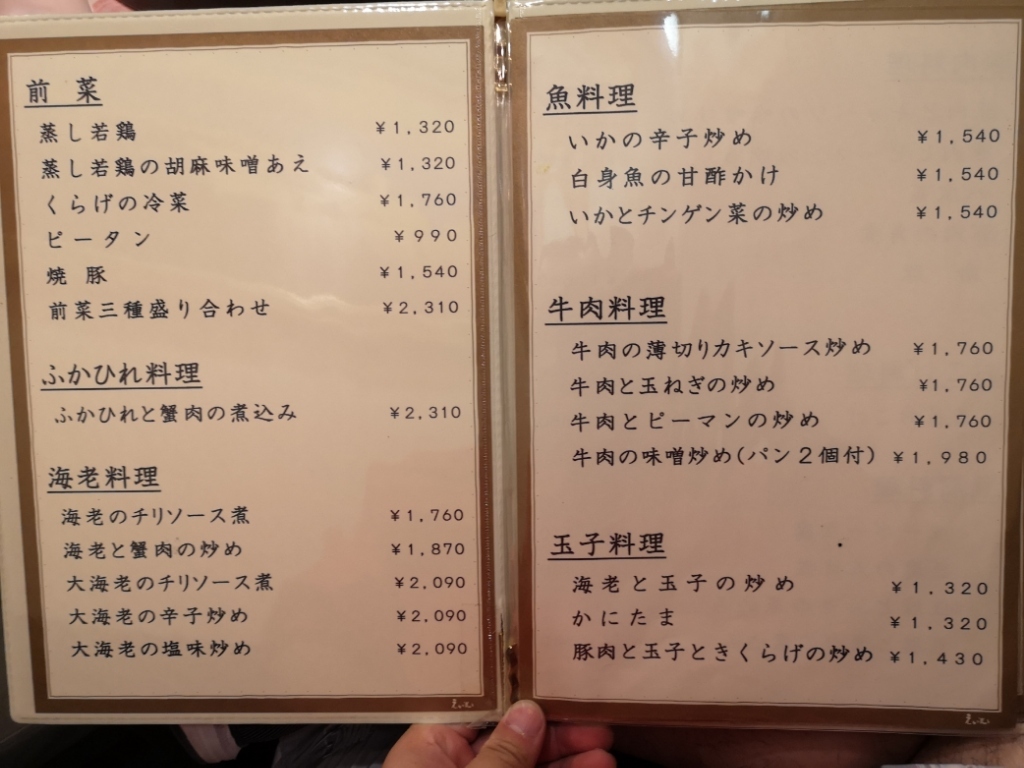 前 菜
蒸し若鶏 ¥1,320
蒸し若鶏の胡麻味噌あえ ¥1,320
くらげの冷菜 ¥1,760
ピータン ¥990
焼 豚 ¥1,540
前菜三種盛り合わせ ¥2,310
ふかひれ料理
ふかひれと蟹肉の煮込み ¥2,310
海老料理
海老のチリソース煮 ¥1,760
海老と蟹肉の炒め ¥1,870
大海老のチリソース煮 ¥2,090
大海老の辛子炒め ¥2,090
大海老の塩味炒め ¥2,090
魚料理
いかの辛子炒め ¥1,540
白身魚の甘酢かけ ¥1,540
いかとチンゲン菜の炒め ¥1,540
牛肉料理
牛肉の薄切りカキソース炒め ¥1,760
牛肉と玉ねぎの炒め ¥1,760
牛肉とピーマンの炒め ¥1,760
牛肉の味噌炒め(パン2個付) ¥1,980
玉子料理
海老と玉子の炒め ¥1,320
かにたま ¥1,320
豚肉と玉子ときくらげの炒め ¥1,430